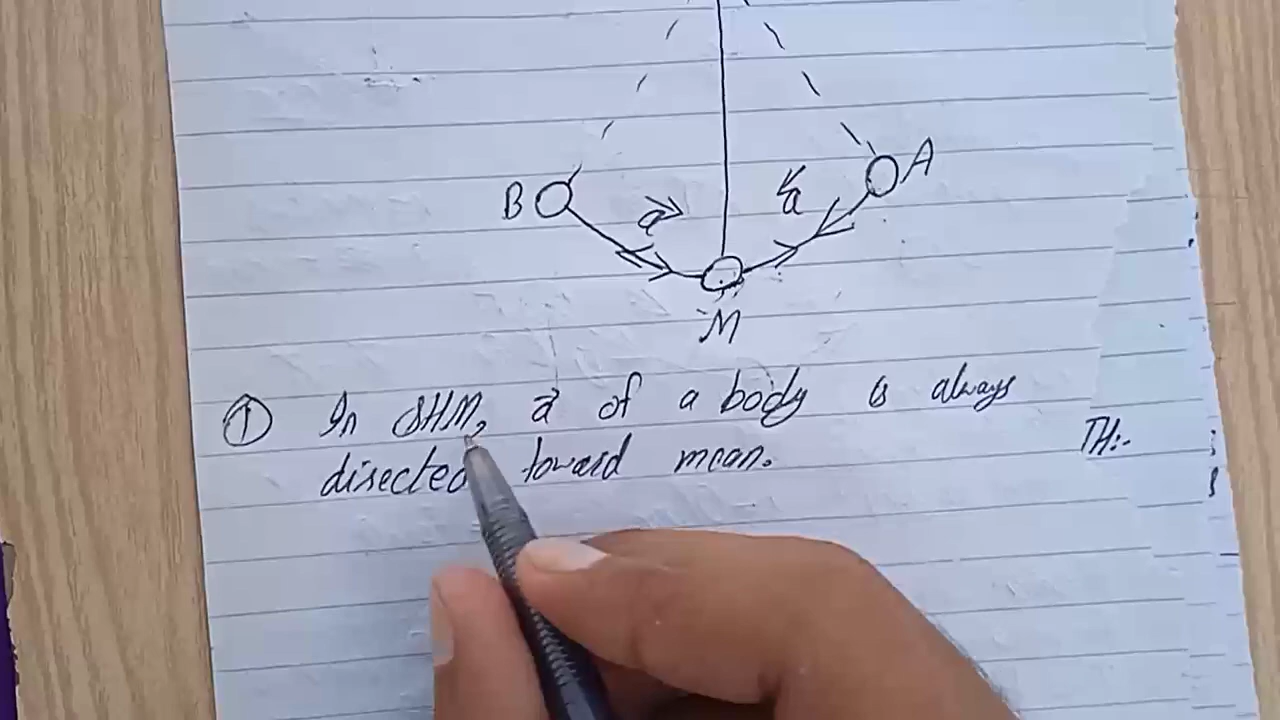 A
B
a
a
M
① In SHM, a of a body is always
directed toward mean.
TH:-